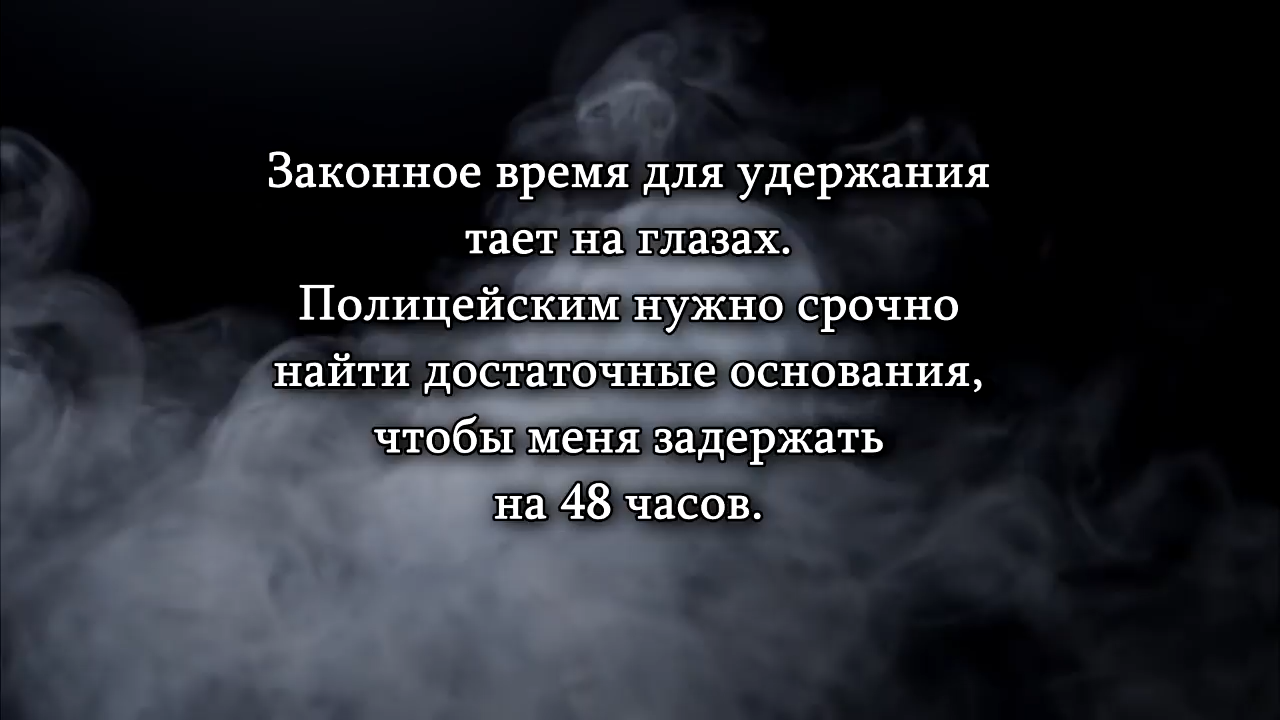 Законное время для удержания
тает на глазах.
Полицейским нужно срочно
найти достаточные основания,
чтобы меня задержать
на 48 часов.